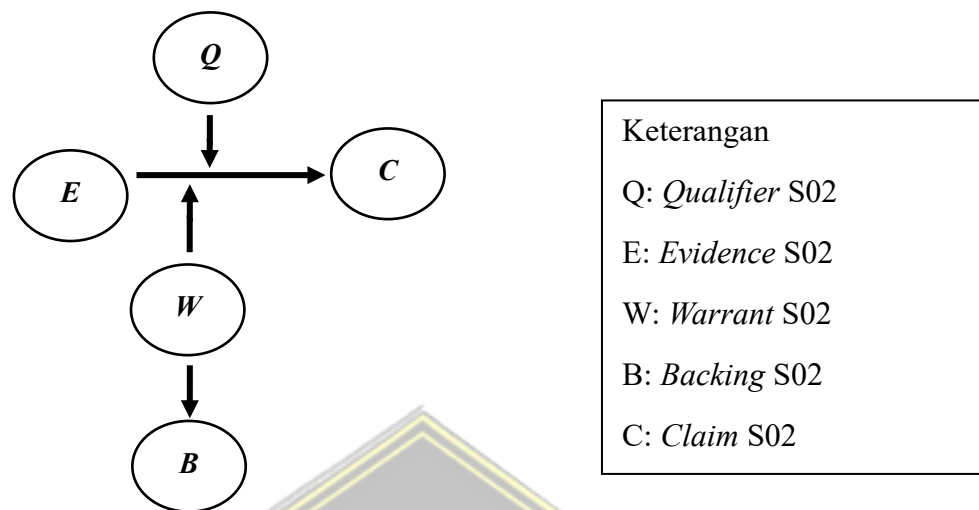 Q
E
C
W
B
Keterangan
Q: Qualifier S02
E: Evidence S02
W: Warrant S02
B: Backing S02
C: Claim S02